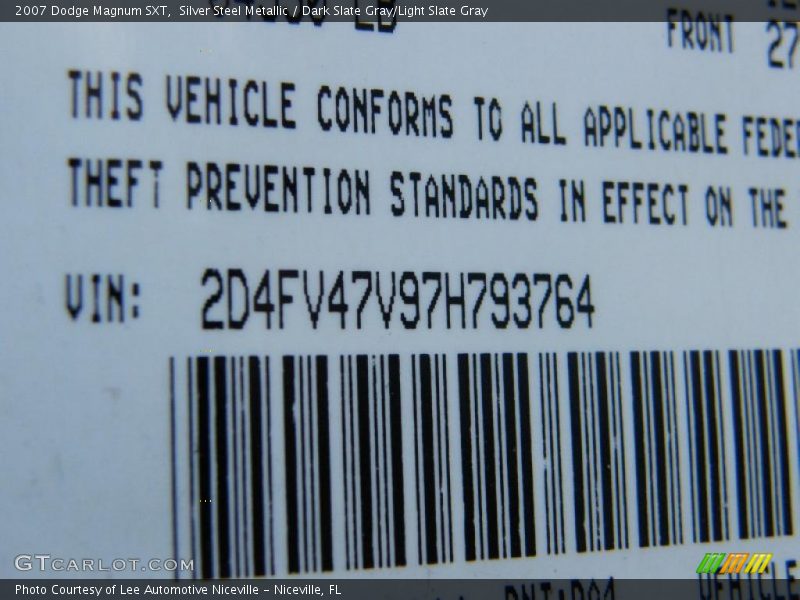 2007 Dodge Magnum SXT,  Silver Steel Metallic / Dark Slate Gray/Light Slate Gray
FRONT 27
THIS VEHICLE CONFORMS TO ALL APPLICABLE FEDE
THEFT PREVENTION STANDARDS IN EFFECT ON THE
VIN: 2D4FV47V97H793764
GTCARLOT.COM
VEHICLE
Photo Courtesy of Lee Automotive Niceville – Niceville, FL